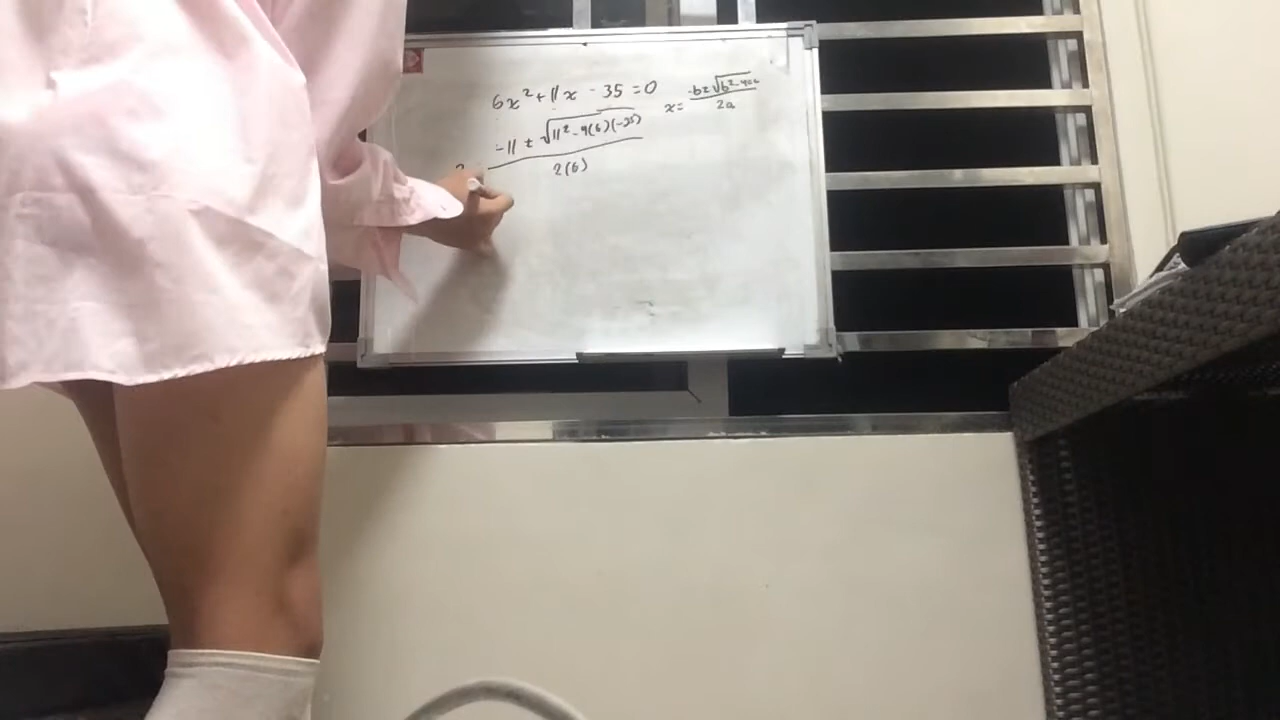 6x² + 11x - 35 = 0
x = -b ± √b² - 4ac / 2a
-11 ± √11² - 4(6)(-35) / 2(6)